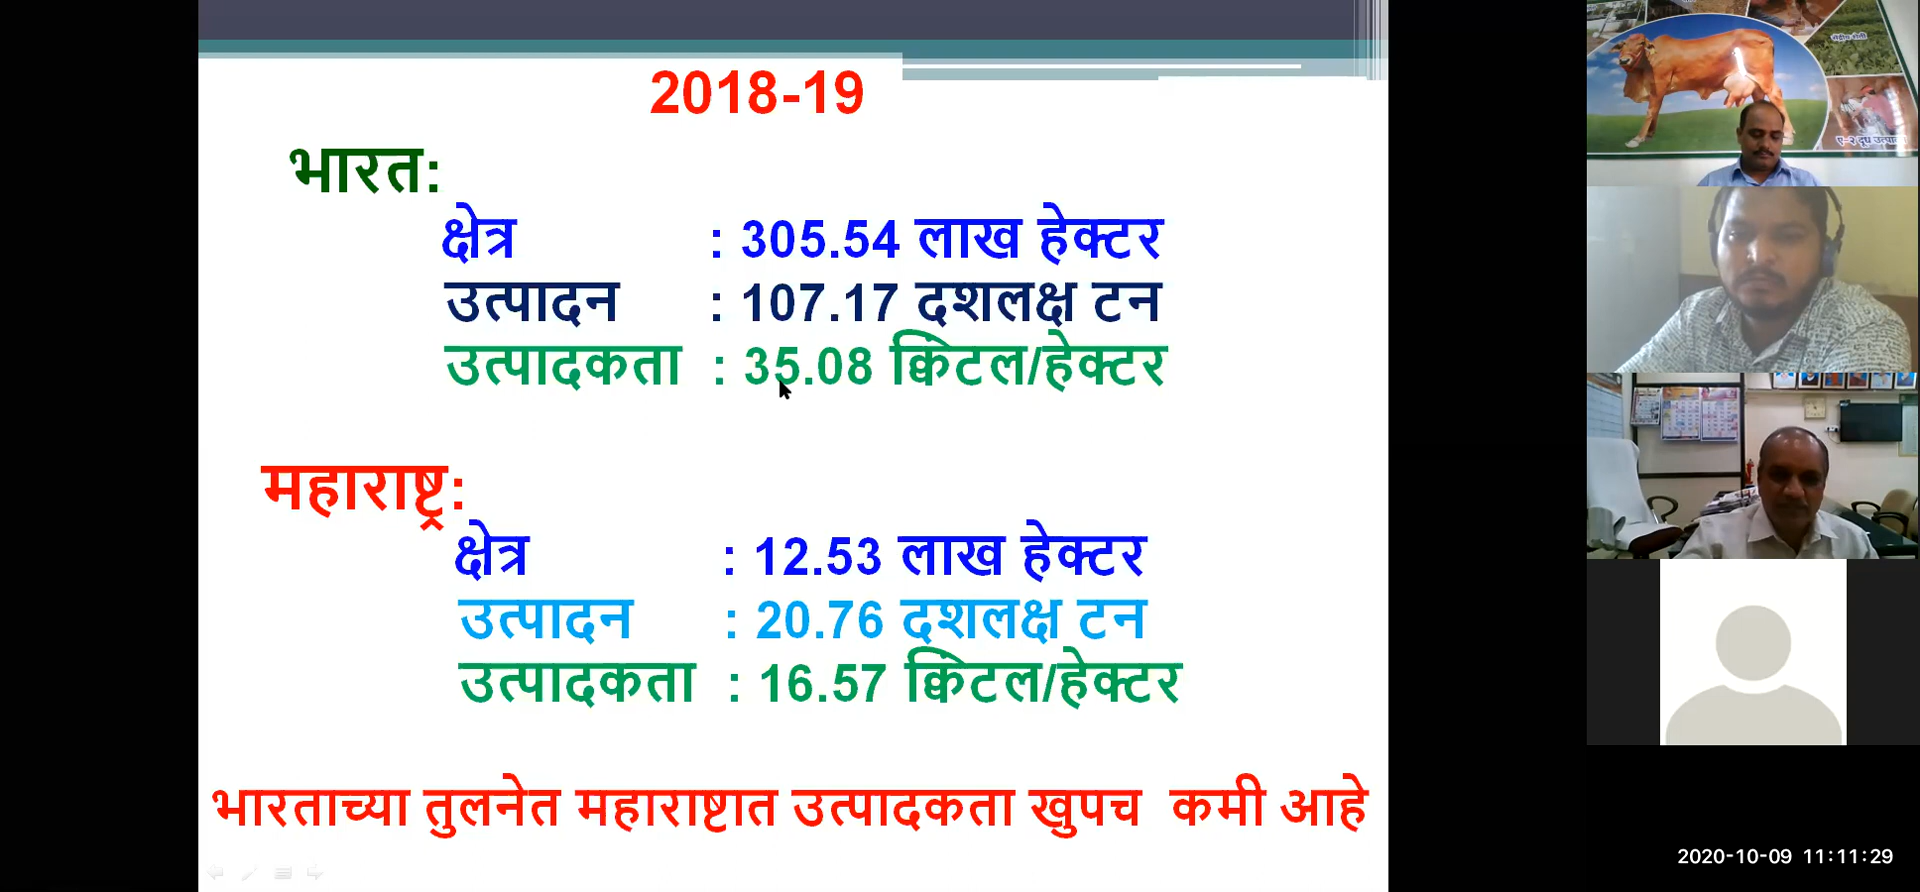 2018-19
भारत:
क्षेत्र : 305.54 लाख हेक्टर
उत्पादन : 107.17 दशलक्ष टन
उत्पादकता : 35.08 क्विंटल/हेक्टर
महाराष्ट्र:
क्षेत्र : 12.53 लाख हेक्टर
उत्पादन : 20.76 दशलक्ष टन
उत्पादकता : 16.57 क्विंटल/हेक्टर
भारताच्या तुलनेत महाराष्टात उत्पादकता खुपच कमी आहे
ए-२ दूध
2020-10-09 11:11:29